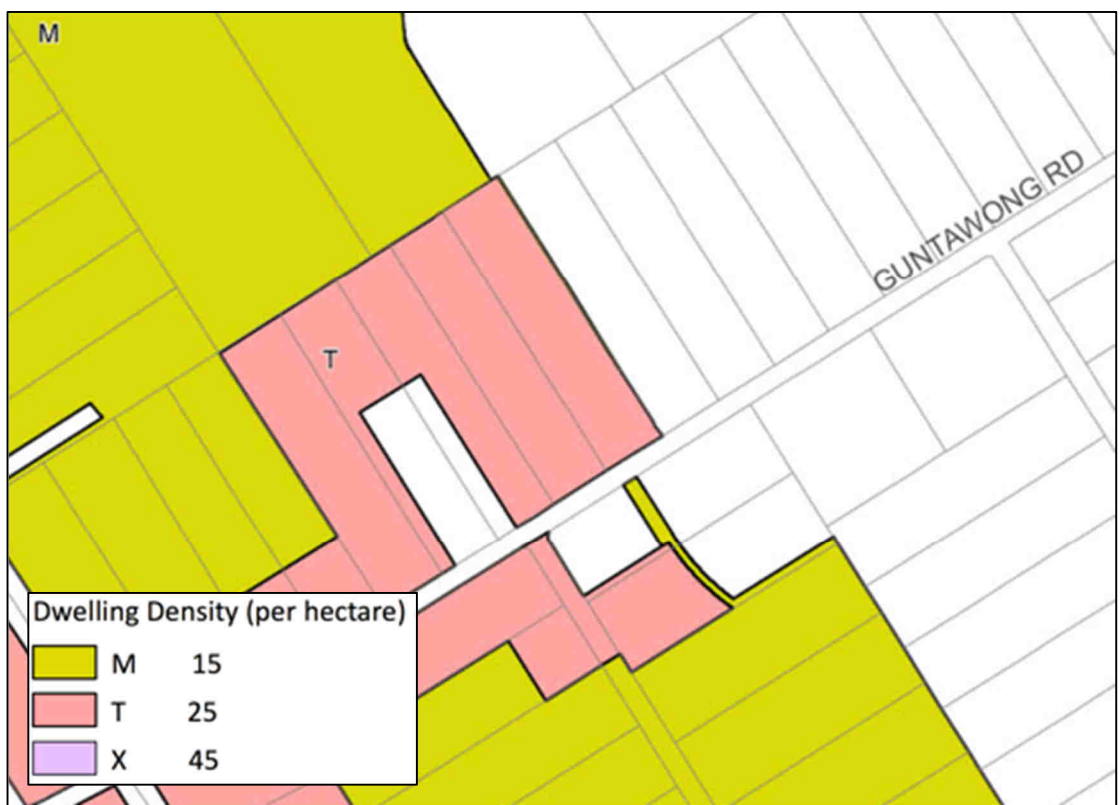 M
GUNTAWONG RD
T
Dwelling Density (per hectare)
M 15
T 25
X 45